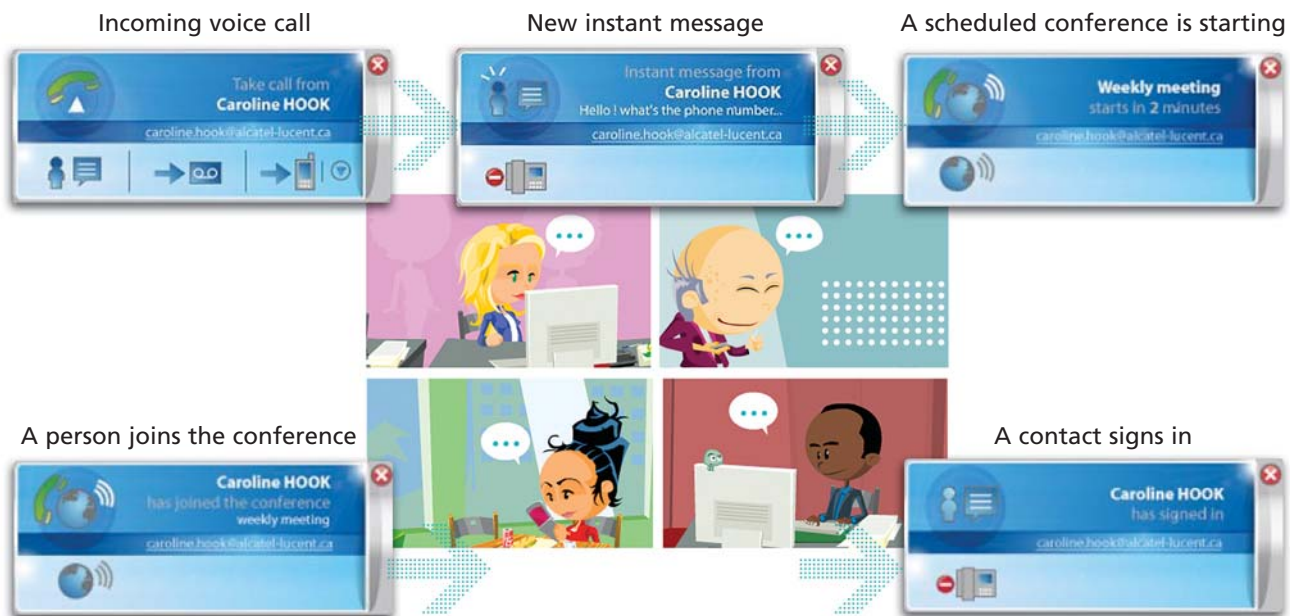 Incoming voice call
New instant message
A scheduled conference is starting
Take call from
Caroline HOOK
caroline.hook@alcatel-lucent.ca
Instant message from
Caroline HOOK
Hello ! what's the phone number...
caroline.hook@alcatel-lucent.ca
Weekly meeting
starts in 2 minutes
caroline.hook@alcatel-lucent.ca
A person joins the conference
A contact signs in
Caroline HOOK
has joined the conference
weekly meeting
caroline.hook@alcatel-lucent.ca
Caroline HOOK
has signed in
caroline.hook@alcatel-lucent.ca